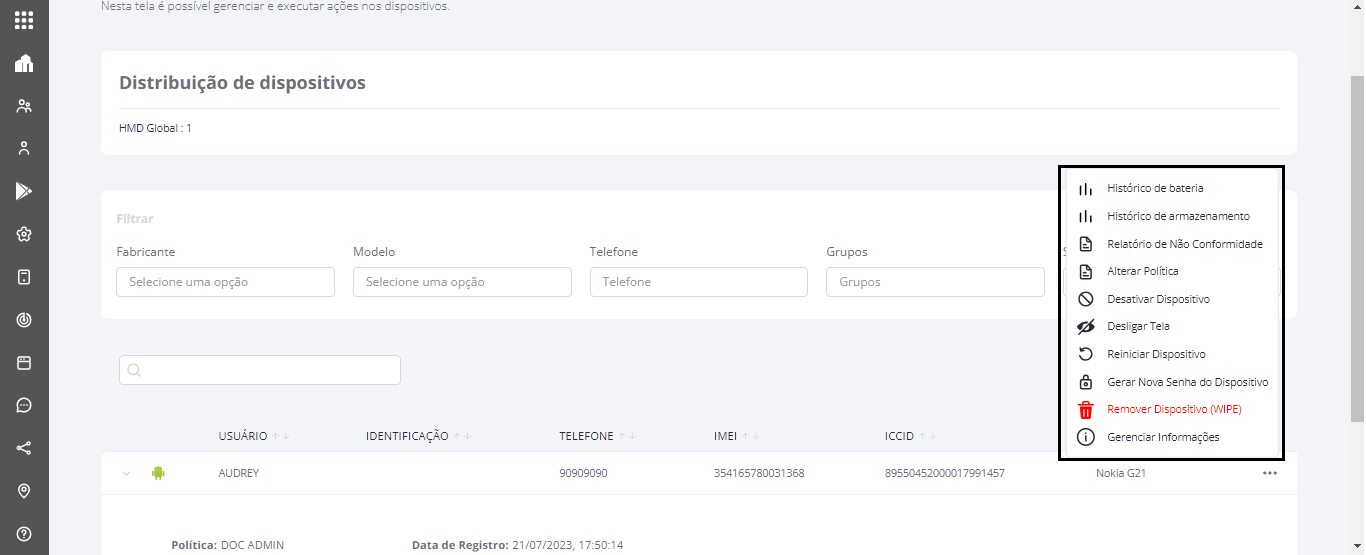 Nesta tela é possível gerenciar e executar ações nos dispositivos.
Distribuição de dispositivos
HMD Global : 1
Filtrar
Fabricante
Modelo
Telefone
Grupos
Selecione uma opção
Selecione uma opção
Telefone
Grupos
Histórico de bateria
Histórico de armazenamento
Relatório de Não Conformidade
Alterar Política
Desativar Dispositivo
Desligar Tela
Reiniciar Dispositivo
Gerar Nova Senha do Dispositivo
Remover Dispositivo (WIPE)
Gerenciar Informações
USUÁRIO IDENTIFICAÇÃO TELEFONE IMEI ICCID
AUDREY 90909090 354165780031368 89550452000017991457 Nokia G21
Política: DOC ADMIN Data de Registro: 21/07/2023, 17:50:14